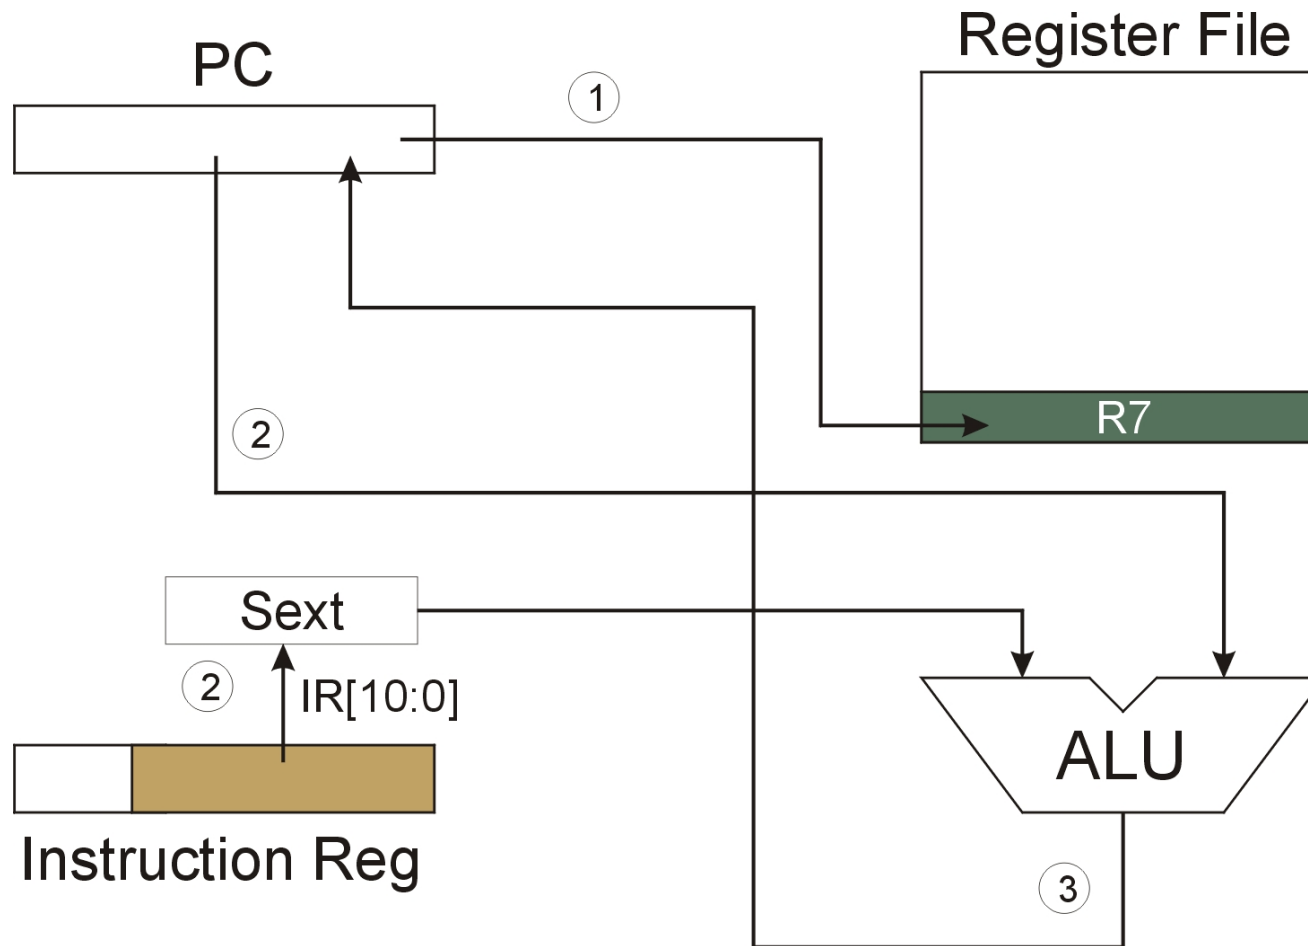 Register File
PC
1
R7
2
Sext
2
IR[10:0]
ALU
Instruction Reg
3